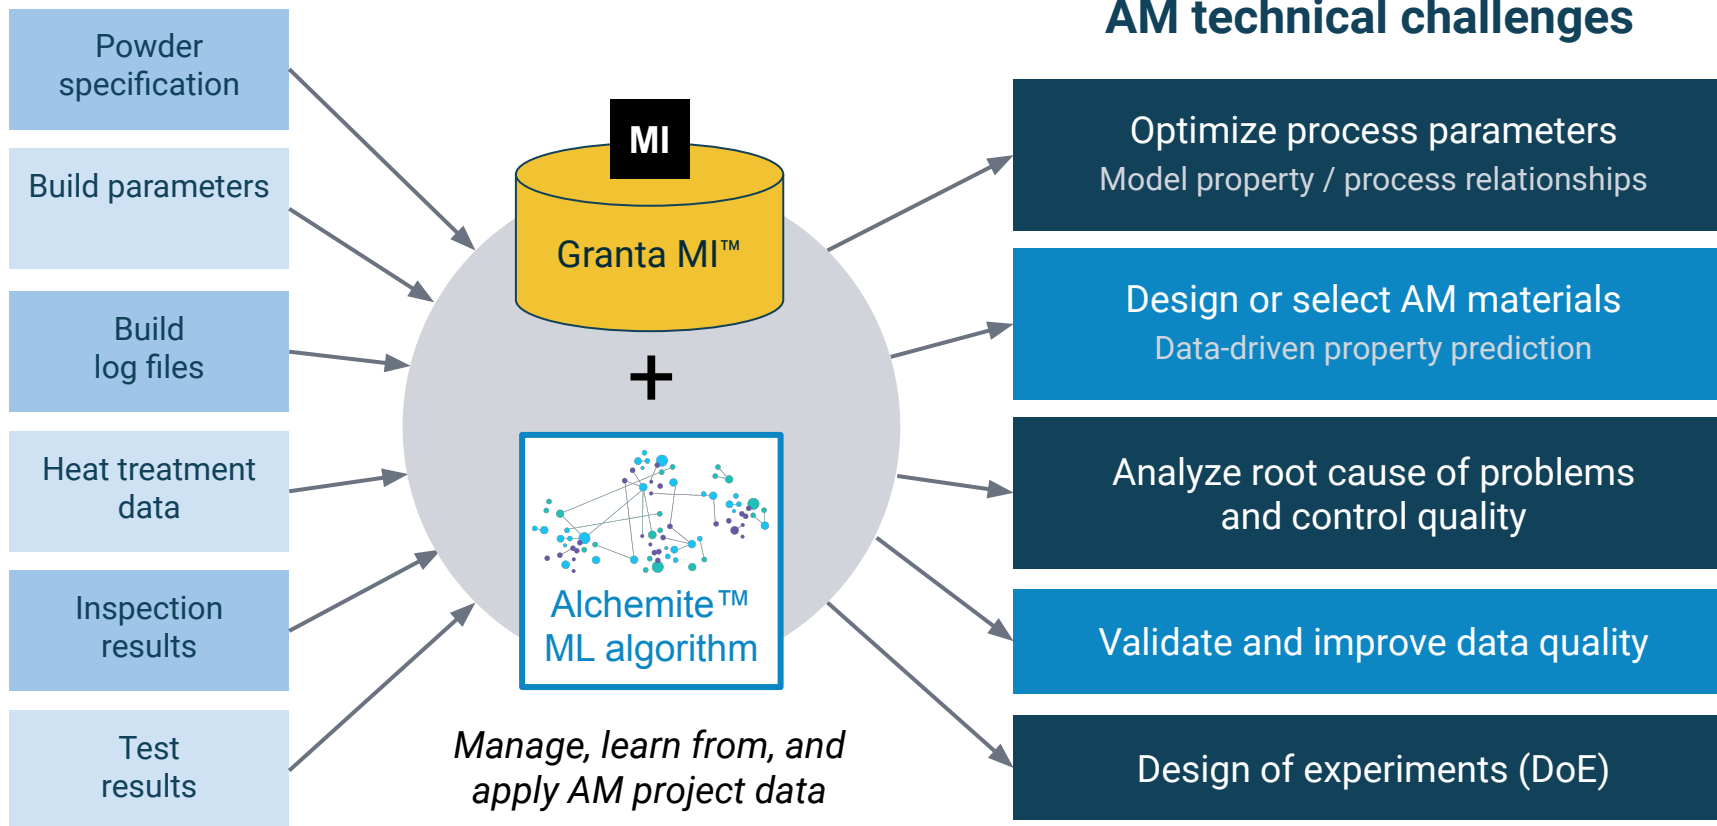 Powder
specification
Build parameters
Build
log files
Heat treatment
data
Inspection
results
Test
results
MI
Granta MI™
+
Alchemite™
ML algorithm
Manage, learn from, and
apply AM project data
AM technical challenges
Optimize process parameters
Model property / process relationships
Design or select AM materials
Data-driven property prediction
Analyze root cause of problems
and control quality
Validate and improve data quality
Design of experiments (DoE)